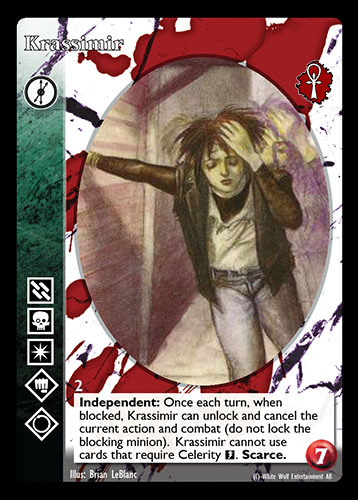 Krassimir
2
Independent: Once each turn, when
blocked, Krassimir can unlock and cancel the
current action and combat (do not lock the
blocking minion). Krassimir cannot use
cards that require Celerity. Scarce.
7
Illus: Brian LeBlanc
(C) White Wolf Entertainment AB